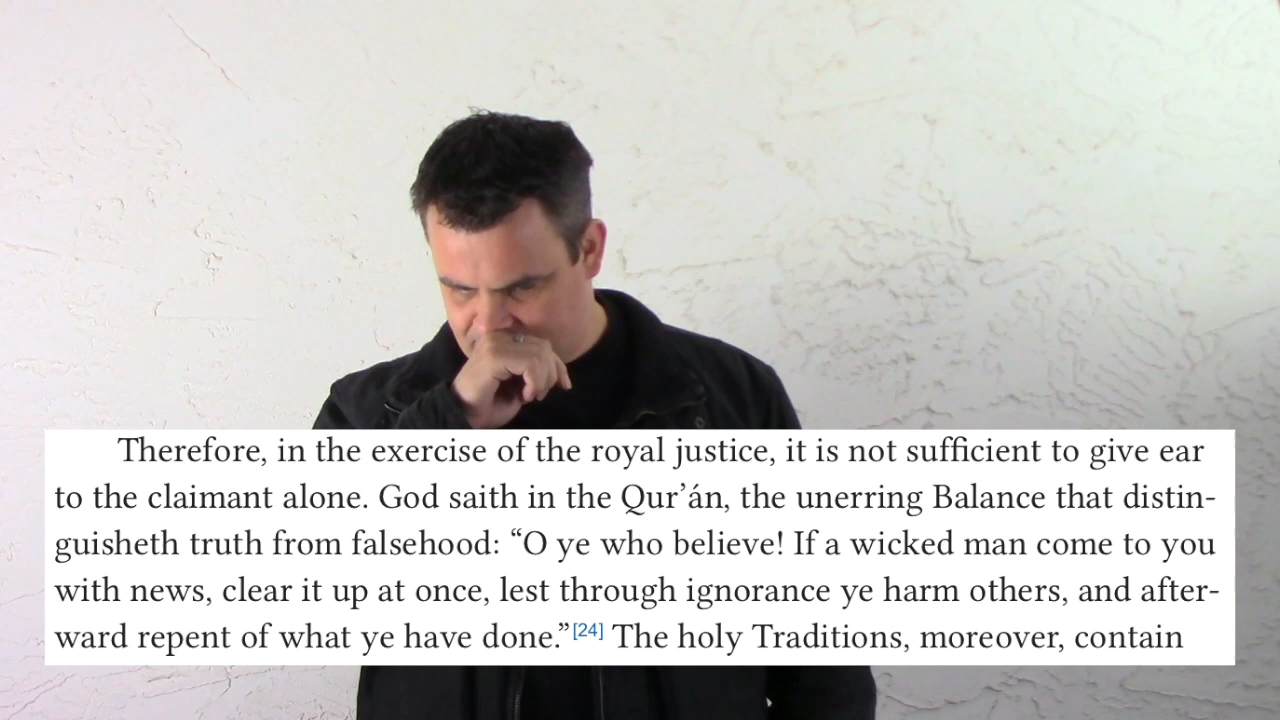 Therefore, in the exercise of the royal justice, it is not sufficient to give ear
to the claimant alone. God saith in the Qur’án, the unerring Balance that distin-
guisheth truth from falsehood: “O ye who believe! If a wicked man come to you
with news, clear it up at once, lest through ignorance ye harm others, and after-
ward repent of what ye have done.”[24] The holy Traditions, moreover, contain